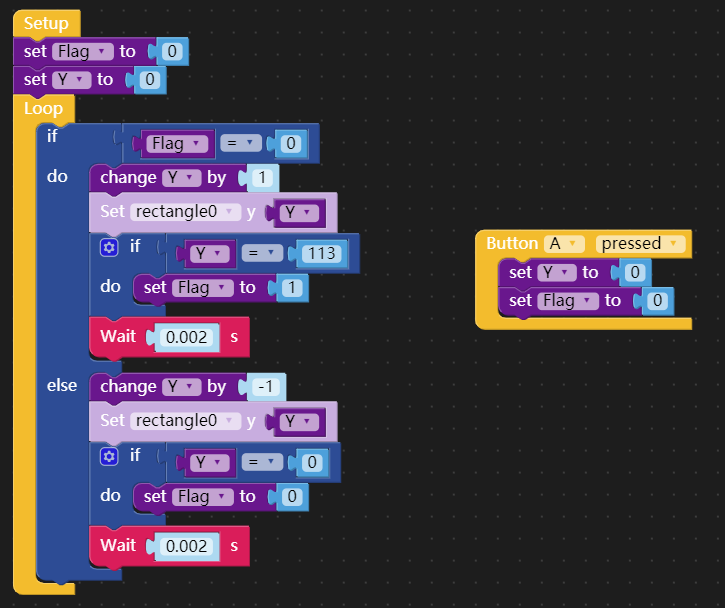 Setup
set Flag to 0
set Y to 0
Loop
if Flag = 0
do change Y by 1
Set rectangle0 y Y
if Y = 113
do set Flag to 1
Wait 0.002 s
else change Y by -1
Set rectangle0 y Y
if Y = 0
do set Flag to 0
Wait 0.002 s
Button A pressed
set Y to 0
set Flag to 0